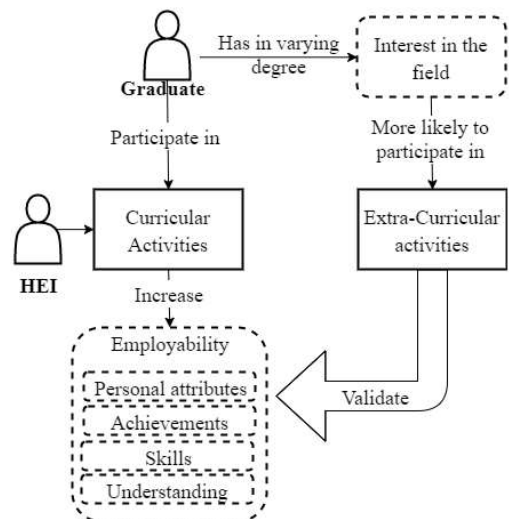 Has in varying
degree
Interest in the
field
Graduate
Participate in
More likely to
participate in
Curricular
Activities
Extra-Curricular
activities
HEI
Increase
Employability
Personal attributes
Achievements
Skills
Understanding
Validate